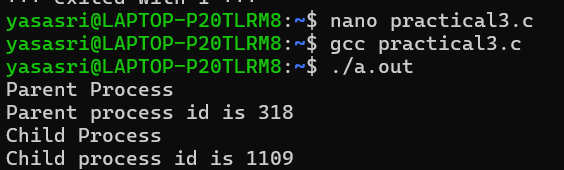 yasasri@LAPTOP-P20TLRM8:~$ nano practical3.c
yasasri@LAPTOP-P20TLRM8:~$ gcc practical3.c
yasasri@LAPTOP-P20TLRM8:~$ ./a.out
Parent Process
Parent process id is 318
Child Process
Child process id is 1109